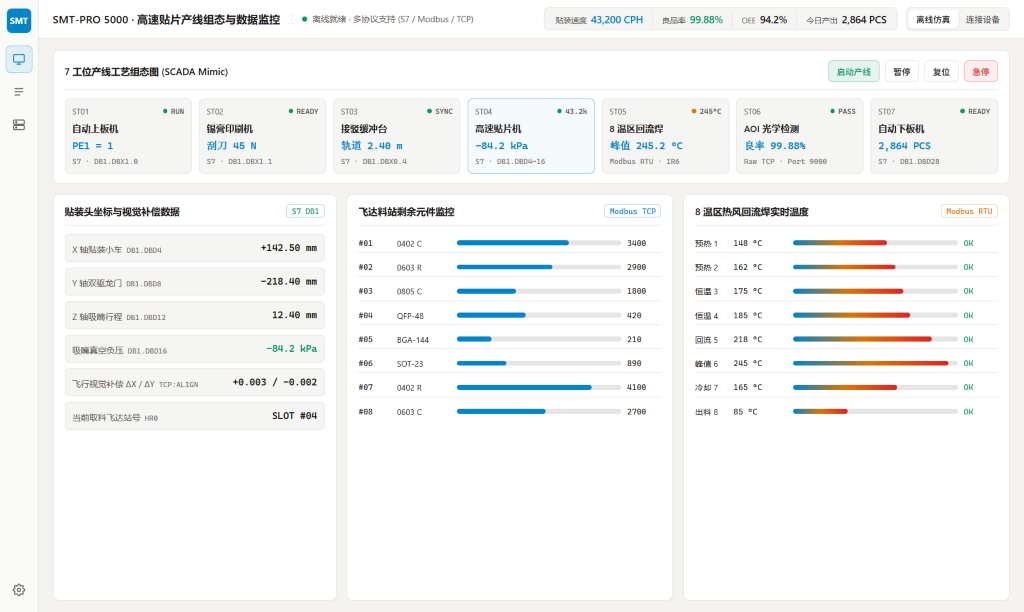 SMT
SMT-PRO 5000 · 高速贴片产线组态与数据监控
离线就绪 · 多协议支持 (S7 / Modbus / TCP)
贴装速度 43,200 CPH 良品率 99.88% OEE 94.2% 今日产出 2,864 PCS
离线仿真 连接设备
7 工位产线工艺组态图 (SCADA Mimic)
启动产线 暂停 复位 急停
ST01 RUN
自动上板机
PE1 = 1
S7 · DB1.DBX1.0
ST02 READY
锡膏印刷机
刮刀 45 N
S7 · DB1.DBX1.1
ST03 SYNC
接驳缓冲台
轨道 2.40 m
S7 · DB1.DBX0.4
ST04 43.2k
高速贴片机
-84.2 kPa
S7 · DB1.DBD4~16
ST05 248°C
8 温区回流焊
峰值 245.2 °C
Modbus RTU · IR6
ST06 PASS
AOI 光学检测
良率 99.88%
Raw TCP · Port 9000
ST07 READY
自动下板机
2,864 PCS
S7 · DB1.DBD28
贴装头坐标与视觉补偿数据 S7 DB1
X 轴贴装小车 DB1.DBD4 +142.50 mm
Y 轴双驱龙门 DB1.DBD8 -218.40 mm
Z 轴吸嘴行程 DB1.DBD12 12.40 mm
吸嘴真空负压 DB1.DBD16 -84.2 kPa
飞行视觉补偿 ΔX / ΔY TCP:ALIGN +0.003 / -0.002
当前取料飞达站号 HR0 SLOT #04
飞达料站剩余元件监控 Modbus TCP
#01 0402 C 3400
#02 0603 R 2900
#03 0805 C 1800
#04 QFP-48 420
#05 BGA-144 210
#06 SOT-23 890
#07 0402 R 4100
#08 0603 C 2700
8 温区热风回流焊实时温度 Modbus RTU
预热 1 148 °C OK
预热 2 162 °C OK
恒温 3 175 °C OK
恒温 4 185 °C OK
回流 5 218 °C OK
峰值 6 245 °C OK
冷却 7 165 °C OK
出料 8 85 °C OK